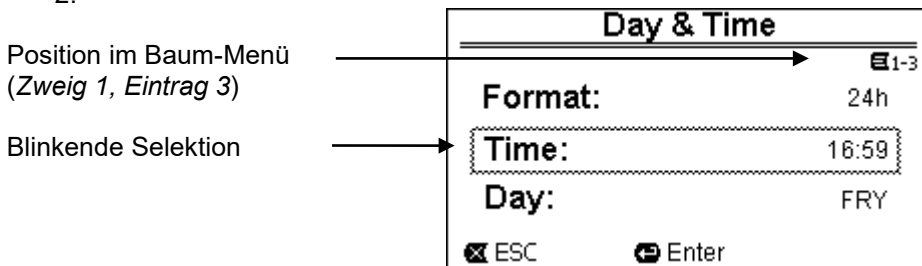 2.
Day & Time
Position im Baum-Menü
(Zweig 1, Eintrag 3)
1-3
Format: 24h
Blinkende Selektion
Time: 16:59
Day: FRY
ESC Enter